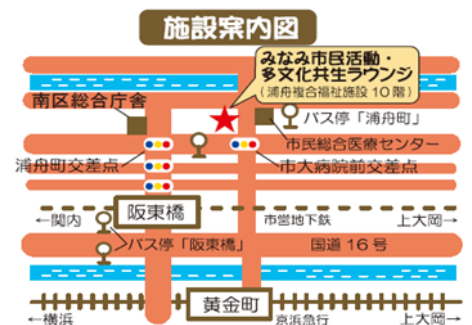 施設案内図
みなみ市民活動・
多文化共生ラウンジ
(浦舟複合福祉施設10階)
南区総合庁舎
バス停「浦舟町」
市民総合医療センター
浦舟町交差点
市大病院前交差点
阪東橋
←関内
市営地下鉄
上大岡→
バス停「阪東橋」
国道16号
黄金町
←横浜
京浜急行
上大岡→